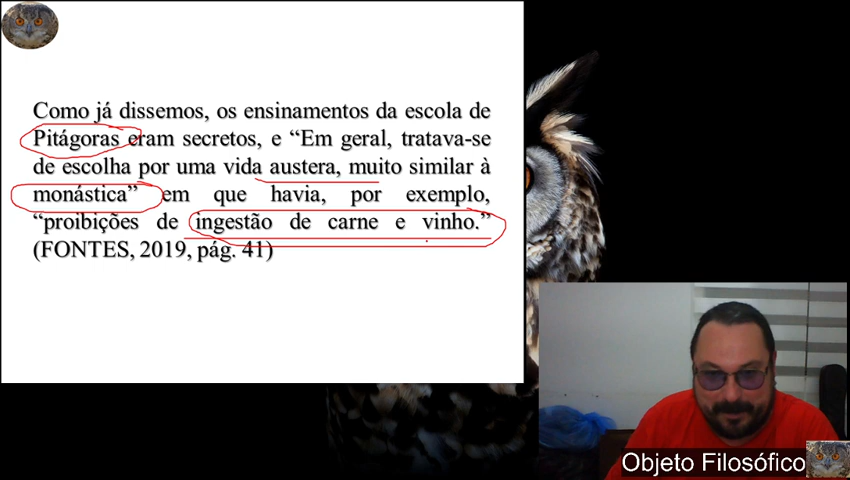 Como já dissemos, os ensinamentos da escola de
Pitágoras eram secretos, e “Em geral, tratava-se
de escolha por uma vida austera, muito similar à
monástica” em que havia, por exemplo,
“proibições de ingestão de carne e vinho.”
(FONTES, 2019, pág. 41)
Objeto Filosófico